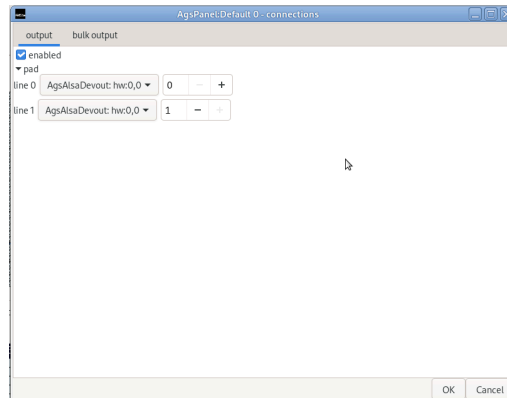 AgsPanel:Default 0 - connections
output bulk output
enabled
pad
line 0 AgsAlsaDevout: hw:0,0 0 − +
line 1 AgsAlsaDevout: hw:0,0 1 − +
OK Cancel